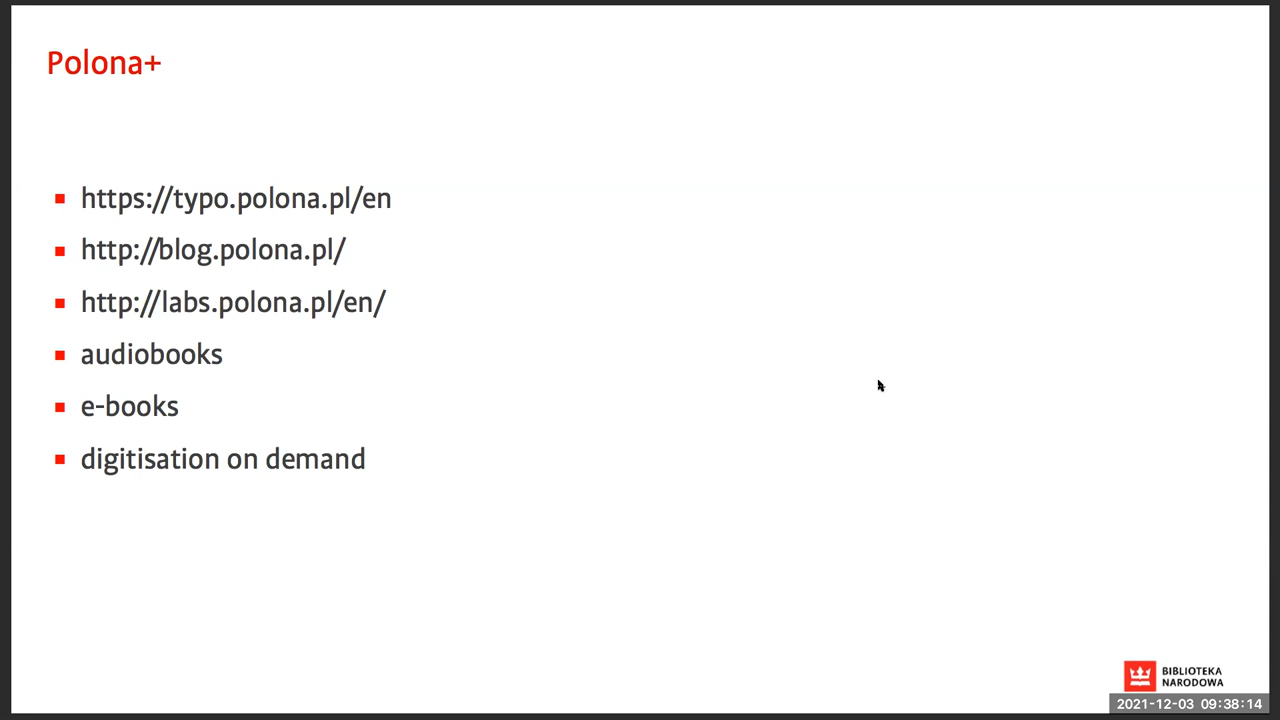 Polona+
https://typo.polona.pl/en
http://blog.polona.pl/
http://labs.polona.pl/en/
audiobooks
e-books
digitisation on demand
BIBLIOTEKA
NARODOWA
2021-12-03 09:38:14